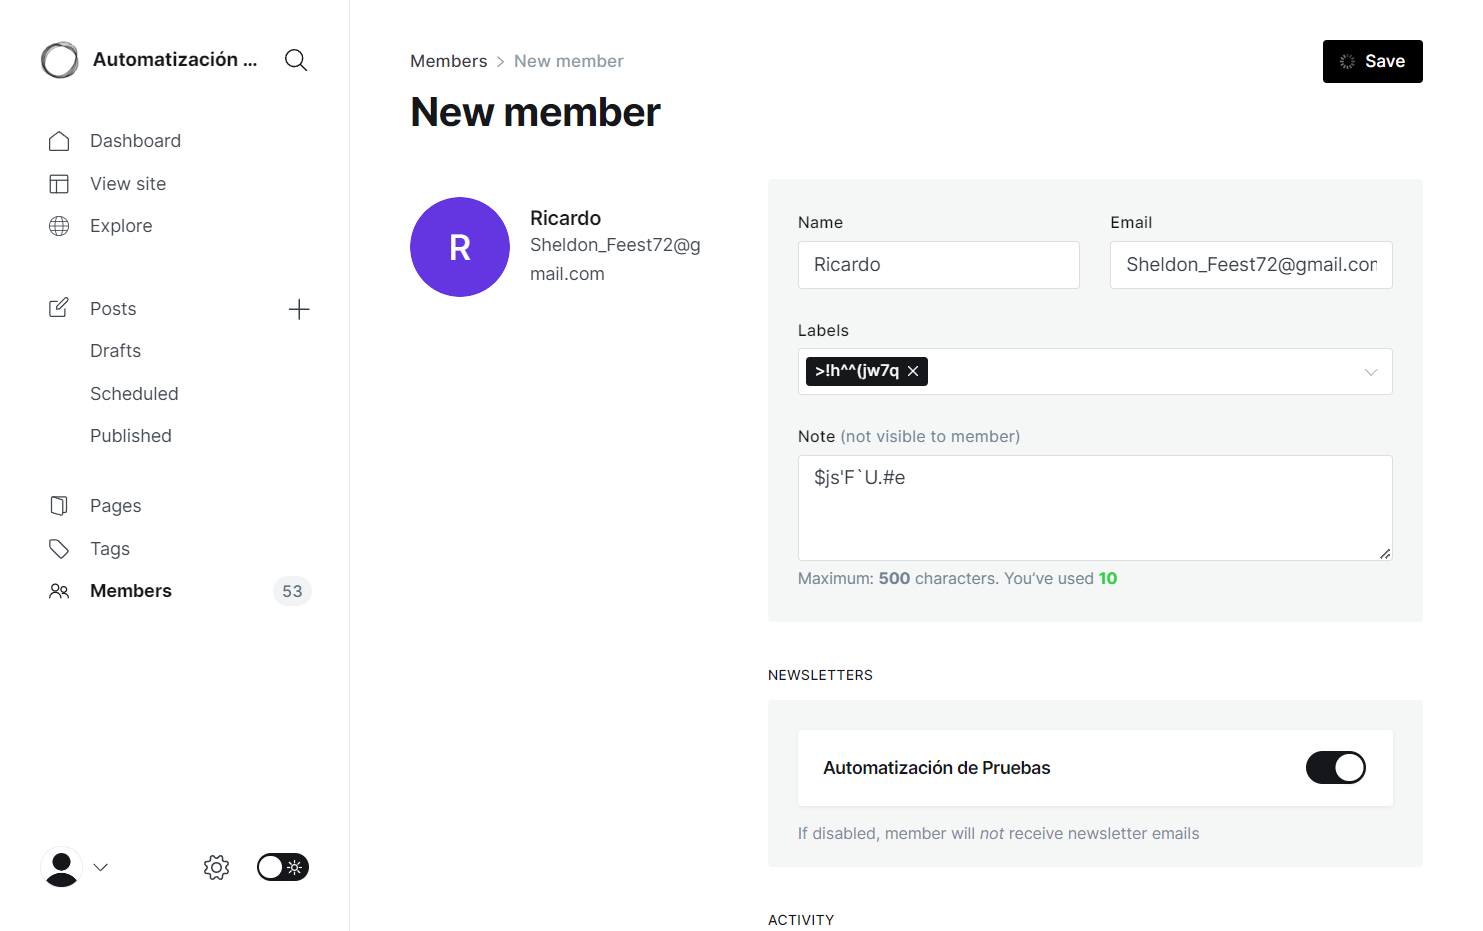 Automatización ...
Dashboard
View site
Explore
Posts
Drafts
Scheduled
Published
Pages
Tags
Members
53
Members > New member
Save
New member
R
Ricardo
Sheldon_Feest72@g
mail.com
Name
Email
Ricardo
Sheldon_Feest72@gmail.com
Labels
>!h^^(jw7q ×
Note (not visible to member)
$js'F`U.#e
Maximum: 500 characters. You’ve used 10
NEWSLETTERS
Automatización de Pruebas
If disabled, member will not receive newsletter emails
ACTIVITY